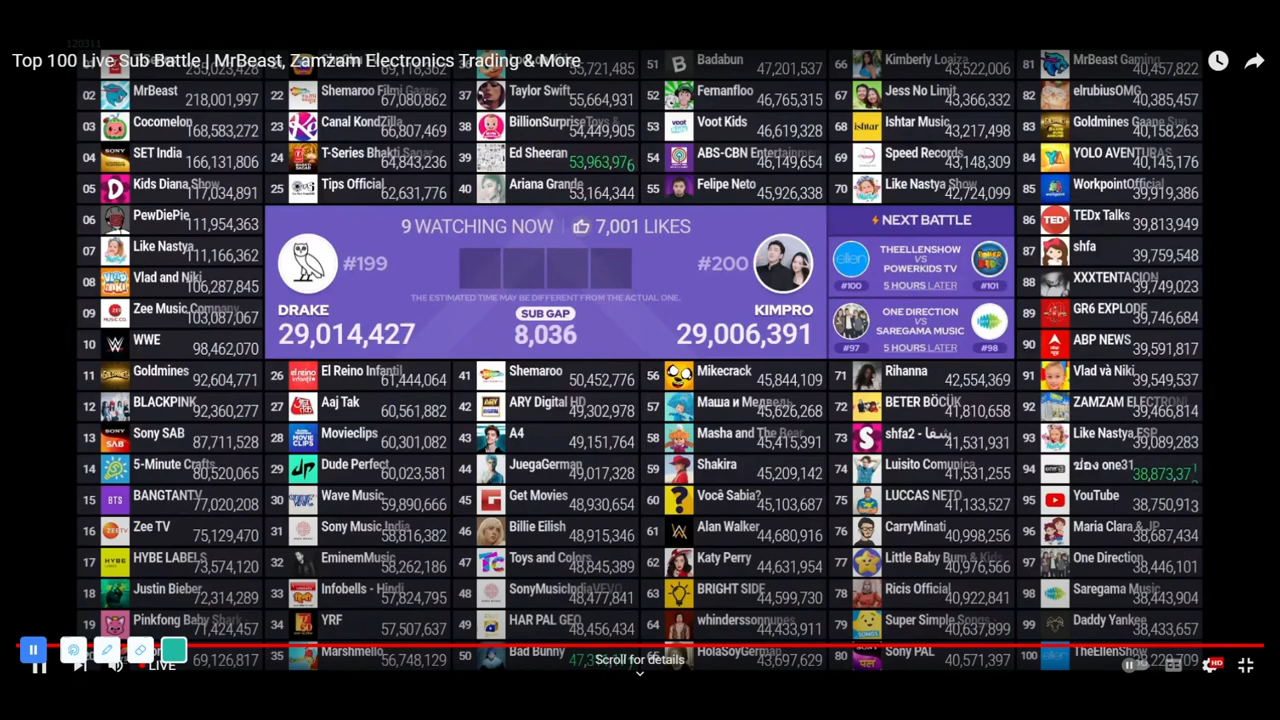 120311
Top 100 Live Sub Battle | MrBeast, Zamzam Electronics Trading & More
02 MrBeast 218,001,997
03 Cocomelon 168,583,272
04 SET India 166,131,806
05 Kids Diana Show 117,034,891
06 PewDiePie 111,954,363
07 Like Nastya 111,166,362
08 Vlad and Niki 106,287,845
09 Zee Music Company 103,087,067
10 WWE 98,462,070
11 Goldmines 92,604,771
12 BLACKPINK 92,360,277
13 Sony SAB 87,711,528
14 5-Minute Crafts 80,520,065
15 BANGTANTV 77,020,208
16 Zee TV 75,129,470
17 HYBE LABELS 73,574,120
18 Justin Bieber 72,314,289
19 Pinkfong Baby Shark 71,424,457
69,126,817
22 Shemaroo Filmi Gaane 67,080,862
23 Canal KondZilla 66,807,469
24 T-Series Bhakti Sagar 64,843,236
25 Tips Official 62,631,776
26 El Reino Infantil 61,444,064
27 Aaj Tak 60,561,882
28 Movieclips 60,301,082
29 Dude Perfect 60,023,581
30 Wave Music 59,890,666
31 Sony Music India 58,816,382
32 EminemMusic 58,262,186
33 Infobells - Hindi 57,824,795
34 YRF 57,507,637
35 Marshmello 56,748,129
55,721,485
37 Taylor Swift 55,664,931
38 BillionSurpriseToys 54,449,905
39 Ed Sheeran 53,963,976
40 Ariana Grande 53,164,344
41 Shemaroo 50,452,776
42 ARY Digital HD 49,302,978
43 A4 49,151,764
44 JuegaGerman 49,017,328
45 Get Movies 48,930,654
46 Billie Eilish 48,915,346
47 Toys and Colors 48,845,389
48 SonyMusicIndiaVEVO 48,477,841
49 HAR PAL GEO 48,456,434
50 Bad Bunny
51 Badabun 47,201,5
52 Fernanfloo 46,765,315
53 Voot Kids 46,619,328
54 ABS-CBN Entertainment 46,149,654
55 Felipe Neto 45,926,8
56 Mikecrack 45,844,109
57 Маша и Медведь 45,626,268
58 Masha and The Bear 45,415,391
59 Shakira 45,209,142
60 Você Sabia? 45,103,687
61 Alan Walker 44,680,916
62 Katy Perry 44,631,954
63 BRIGHT SIDE 44,599,730
64 whinderssonnunes 44,433,911
65 HolaSoyGerman 43,697,629
66 Kimberly Loaiza 43,522,006
67 Jess No Limit 43,366,332
68 Ishtar Music 43,217,498
69 Speed Records 43,148,358
70 Like Nastya Show 42,724,099
71 Rihanna 42,554,369
72 BETER BÖCÜK 41,810,658
73 shfa2 - شفا 41,531,931
74 Luisito Comunica 41,531,255
75 LUCCAS NETO 41,133,527
76 CarryMinati 40,998,236
77 Little Baby Bum & Kids 40,976,566
78 Ricis Official 40,922,841
79 Super Simple Songs 40,637,899
80 Sony PAL 40,571,397
81 MrBeast Gaming 40,457,8
82 elrubiusOMG 40,385,457
83 Goldmines Gaane Sune 40,158,263
84 YOLO AVENTURAS 40,143,176
85 WorkpointOfficial 39,919,386
86 TEDx Talks 39,813,949
87 shfa 39,759,548
88 XXXTENTACION 39,749,023
89 GR6 EXPLODE 39,746,684
90 ABP NEWS 39,591,817
91 Vlad và Niki 39,549,537
92 ZAMZAM ELECTRON 39,466,81
93 Like Nastya ESP 39,089,283
94 ช่อง one31 38,873,371
95 YouTube 38,750,913
96 Maria Clara & JP 38,687,434
97 One Direction 38,446,101
98 Saregama Music 38,443,904
99 Daddy Yankee 38,433,6
100 TheEllenShow 38,220,709
9 WATCHING NOW 7,001 LIKES
#199 #200
THE ESTIMATED TIME MAY BE DIFFERENT FROM THE ACTUAL ONE.
DRAKE SUB GAP KIMPRO
29,014,427 8,036 29,006,391
NEXT BATTLE
THEELLENSHOW
VS
POWERKIDS TV
#100 5 HOURS LATER #101
ONE DIRECTION
VS
SAREGAMA MUSIC
#97 5 HOURS LATER #98
LIVE
Scroll for details
HD